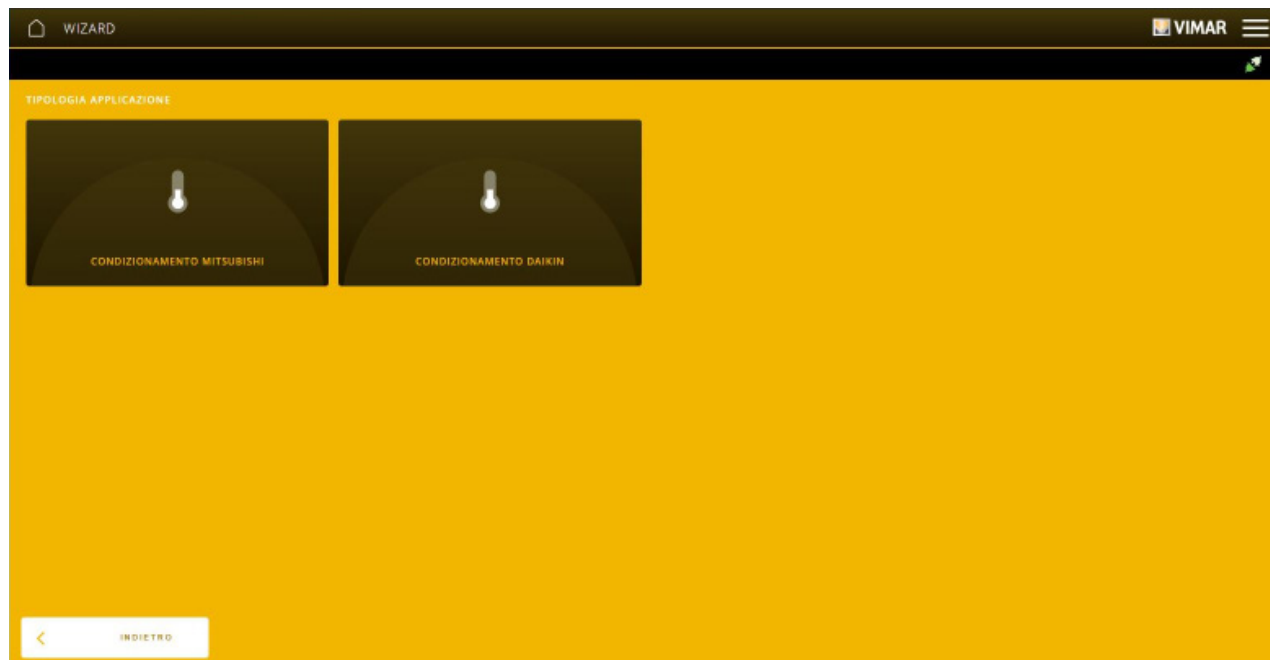 WIZARD
VIMAR
TIPOLOGIA APPLICAZIONE
CONDIZIONAMENTO MITSUBISHI
CONDIZIONAMENTO DAIKIN
INDIETRO